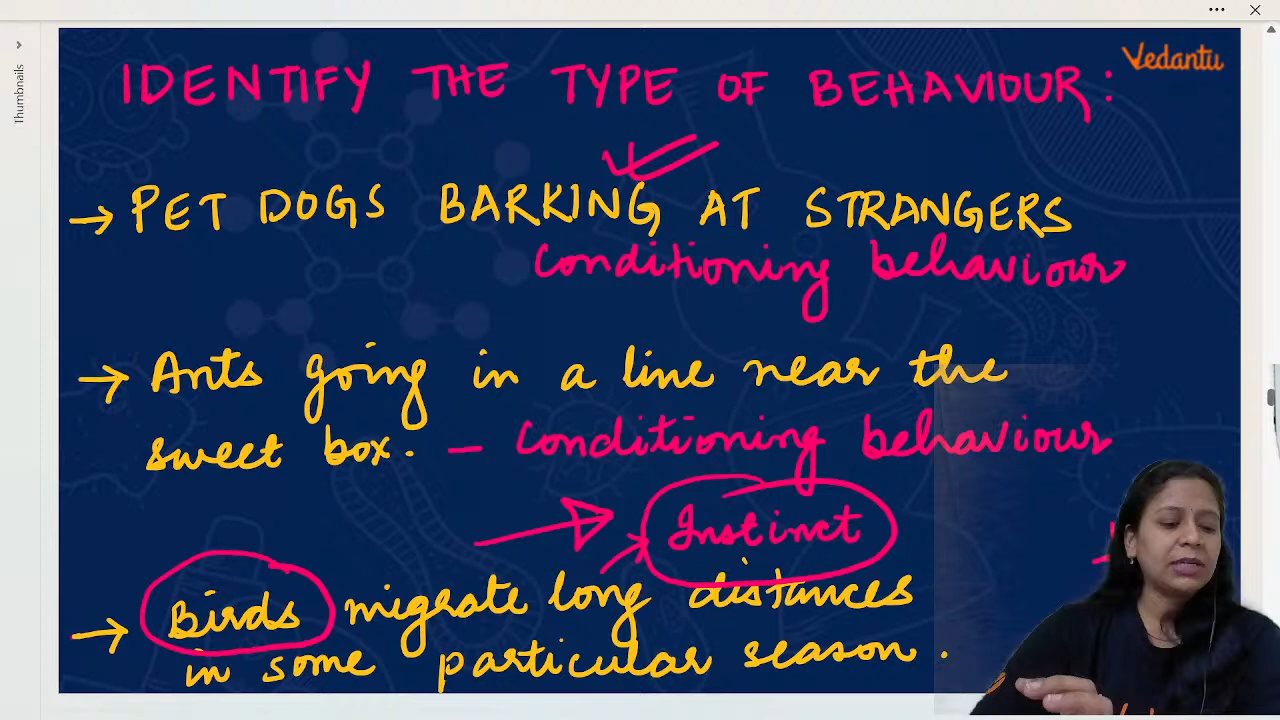 Thumbnails
Vedantu
IDENTIFY THE TYPE OF BEHAVIOUR:
→ PET DOGS BARKING AT STRANGERS
Conditioning behaviour
→ Ants going in a line near the
sweet box. – Conditioning behaviour
Instinct
→ Birds migrate long distances
in some particular season.